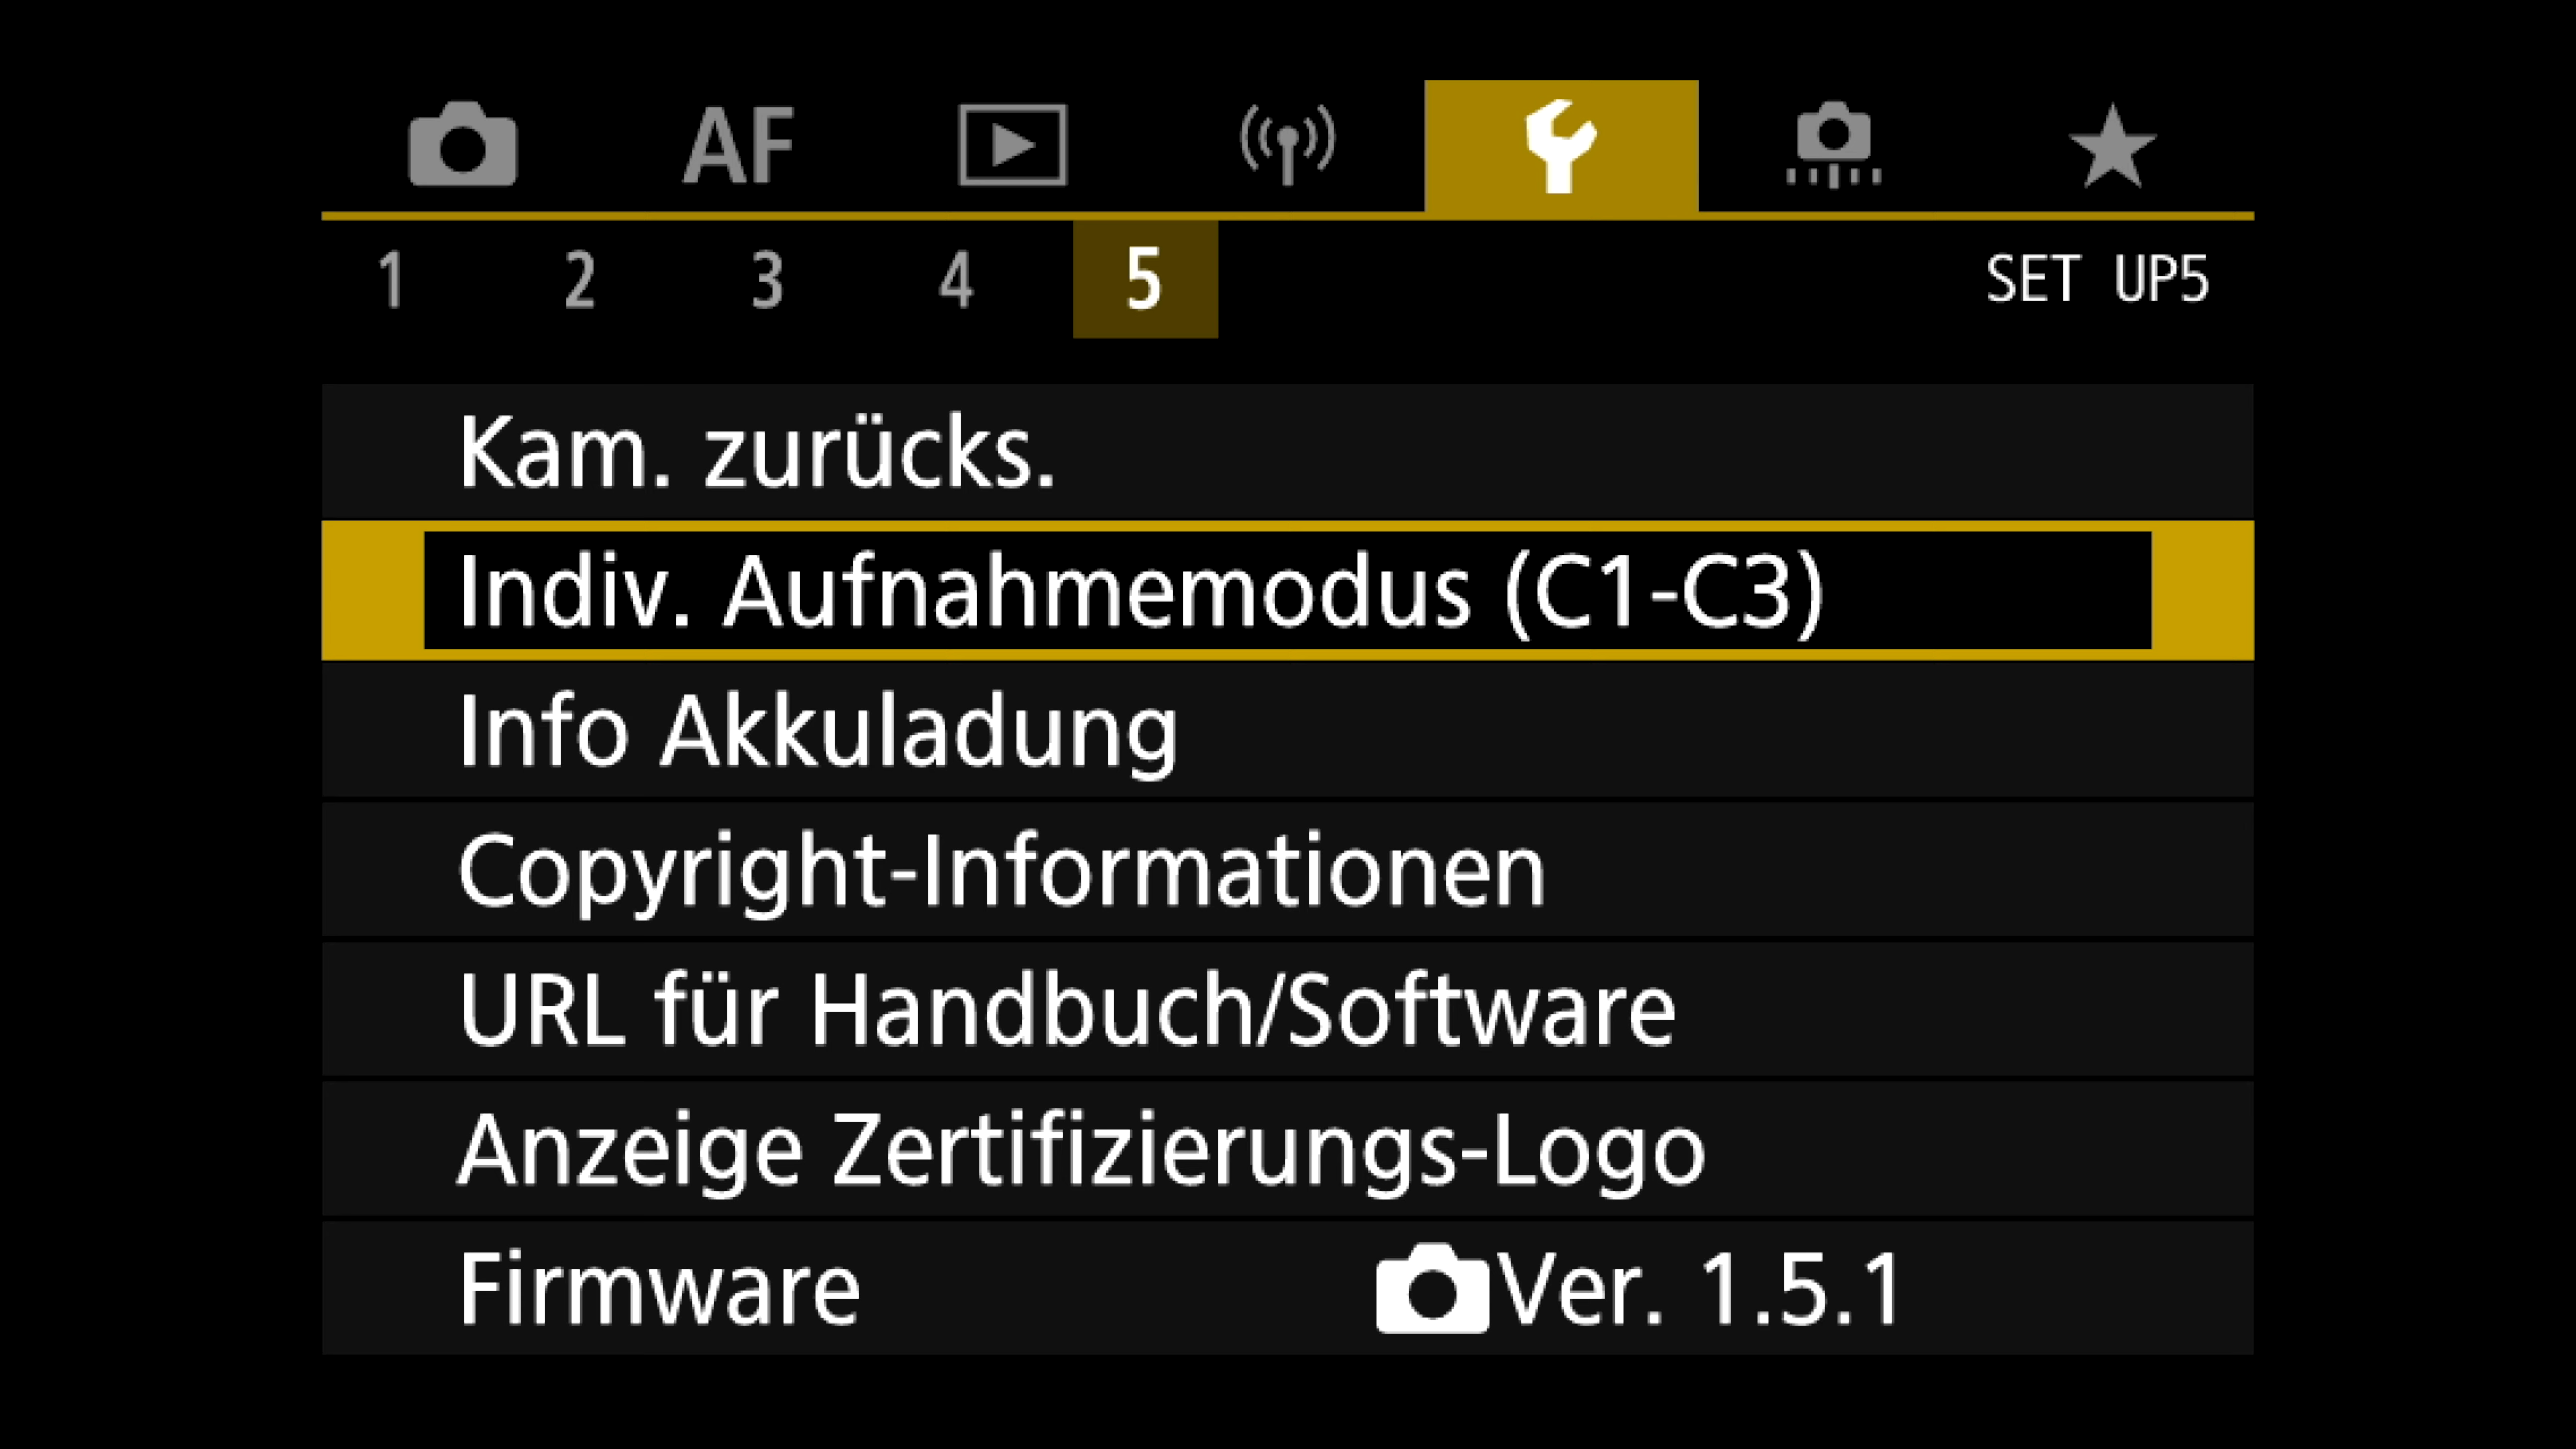 AF
1 2 3 4 5 SET UP5
Kam. zurücks.
Indiv. Aufnahmemodus (C1-C3)
Info Akkuladung
Copyright-Informationen
URL für Handbuch/Software
Anzeige Zertifizierungs-Logo
Firmware Ver. 1.5.1